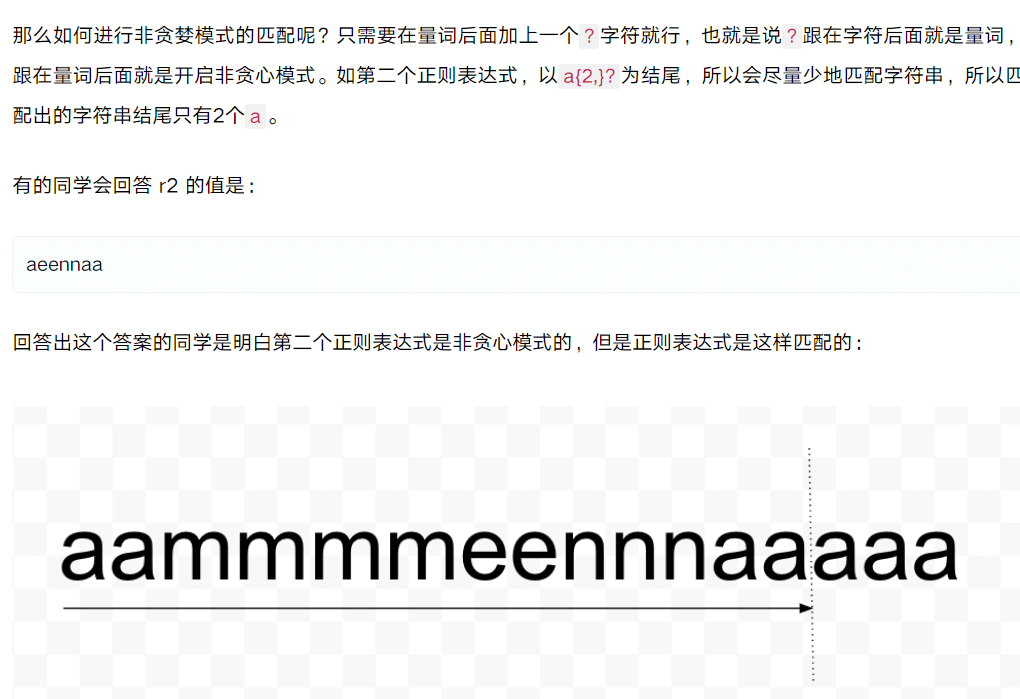 那么如何进行非贪婪模式的匹配呢？只需要在量词后面加上一个 ? 字符就行，也就是说 ? 跟在字符后面就是量词，
跟在量词后面就是开启非贪心模式。如第二个正则表达式，以 a{2,}? 为结尾，所以会尽量少地匹配字符串，所以匹
配出的字符串结尾只有2个 a 。
有的同学会回答 r2 的值是：
aeennaa
回答出这个答案的同学是明白第二个正则表达式是非贪心模式的，但是正则表达式是这样匹配的：
aammmmeennnaaaaa